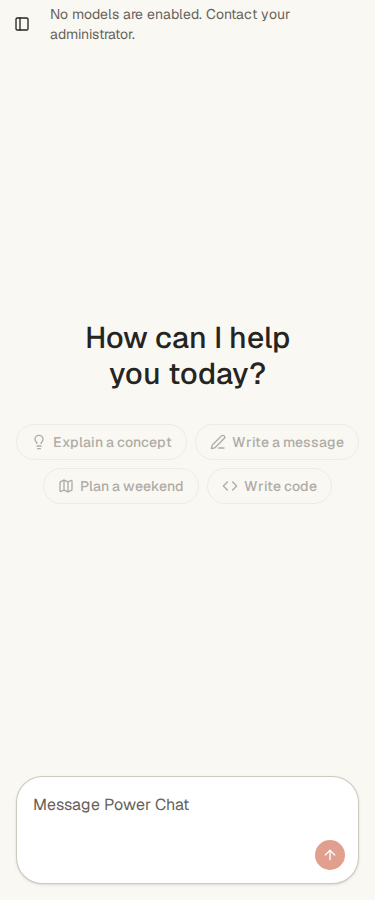 No models are enabled. Contact your
administrator.
How can I help
you today?
Explain a concept
Write a message
Plan a weekend
Write code
Message Power Chat